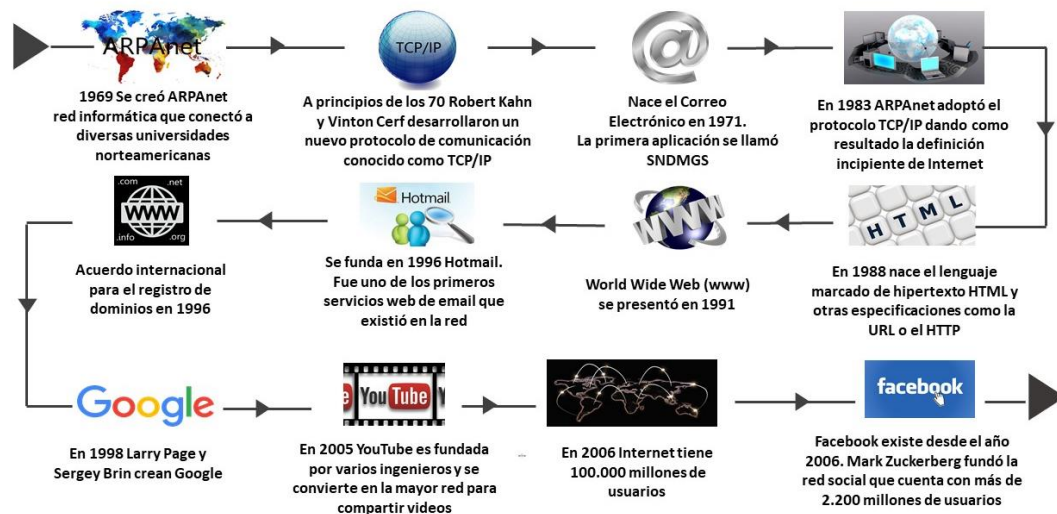 ARPAnet
1969 Se creó ARPAnet
red informática que conectó a
diversas universidades
norteamericanas
TCP/IP
A principios de los 70 Robert Kahn
y Vinton Cerf desarrollaron un
nuevo protocolo de comunicación
conocido como TCP/IP
@
Nace el Correo
Electrónico en 1971.
La primera aplicación se llamó
SNDMGS
En 1983 ARPAnet adoptó el
protocolo TCP/IP dando como
resultado la definición
incipiente de Internet
HTML
En 1988 nace el lenguaje
marcado de hipertexto HTML y
otras especificaciones como la
URL o el HTTP
WWW
World Wide Web (www)
se presentó en 1991
Hotmail
Se funda en 1996 Hotmail.
Fue uno de los primeros
servicios web de email que
existió en la red
.com .net
WWW
.info .org
Acuerdo internacional
para el registro de
dominios en 1996
Google
En 1998 Larry Page y
Sergey Brin crean Google
e YouTube Y
En 2005 YouTube es fundada
por varios ingenieros y se
convierte en la mayor red para
compartir videos
En 2006 Internet tiene
100.000 millones de
usuarios
facebook
Facebook existe desde el año
2006. Mark Zuckerberg fundó la
red social que cuenta con más de
2.200 millones de usuarios